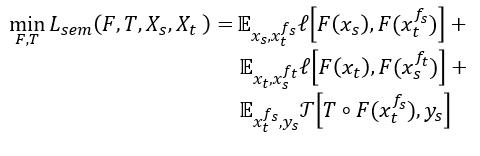 min_{F,T} L_{sem}(F, T, X_s, X_t) = 𝔼_{x_s, x_t^{f_s}} ℓ[F(x_s), F(x_t^{f_s})] +
𝔼_{x_t, x_s^{f_t}} ℓ[F(x_t), F(x_s^{f_t})] +
𝔼_{x_t^{f_s}, y_s} 𝒯[T ∘ F(x_t^{f_s}), y_s]